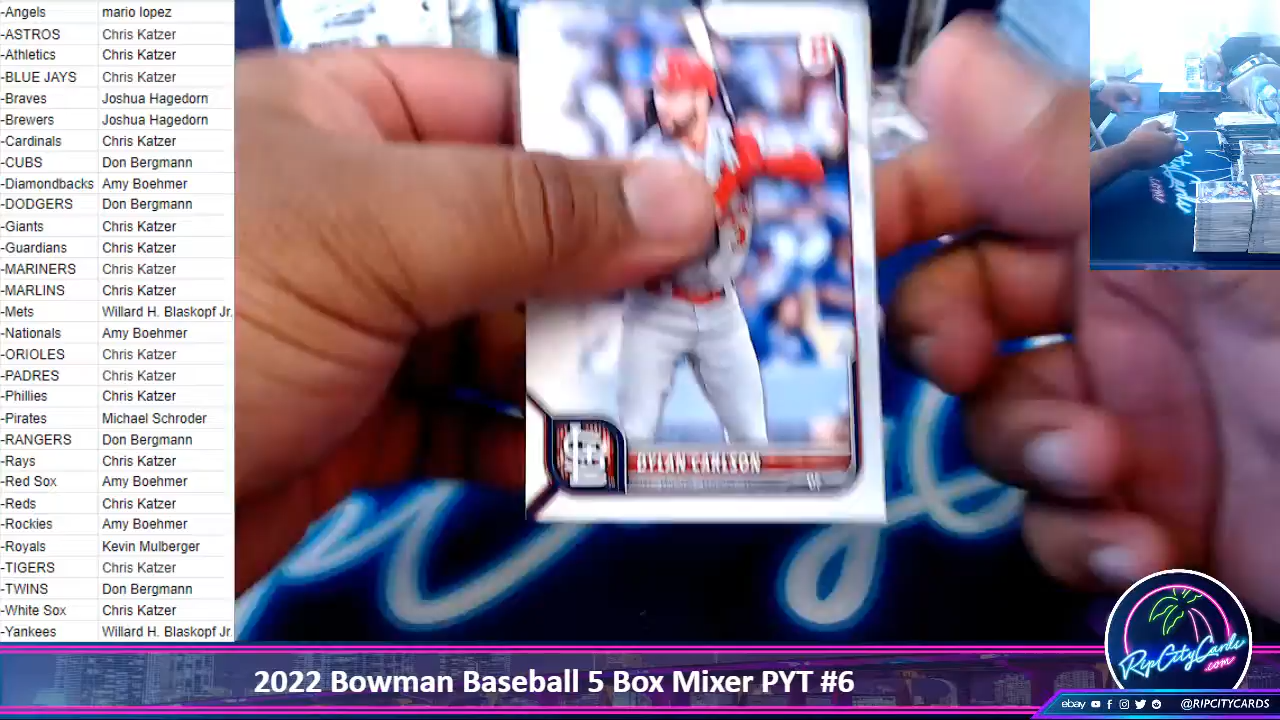 -Angels mario lopez
-ASTROS Chris Katzer
-Athletics Chris Katzer
-BLUE JAYS Chris Katzer
-Braves Joshua Hagedorn
-Brewers Joshua Hagedorn
-Cardinals Chris Katzer
-CUBS Don Bergmann
-Diamondbacks Amy Boehmer
-DODGERS Don Bergmann
-Giants Chris Katzer
-Guardians Chris Katzer
-MARINERS Chris Katzer
-MARLINS Chris Katzer
-Mets Willard H. Blaskopf Jr.
-Nationals Amy Boehmer
-ORIOLES Chris Katzer
-PADRES Chris Katzer
-Phillies Chris Katzer
-Pirates Michael Schroder
-RANGERS Don Bergmann
-Rays Chris Katzer
-Red Sox Amy Boehmer
-Reds Chris Katzer
-Rockies Amy Boehmer
-Royals Kevin Mulberger
-TIGERS Chris Katzer
-TWINS Don Bergmann
-White Sox Chris Katzer
-Yankees Willard H. Blaskopf Jr.
DYLAN CARLSON
2022 Bowman Baseball 5 Box Mixer PYT #6
RipCityCards
.com
ebay @RIPCITYCARDS